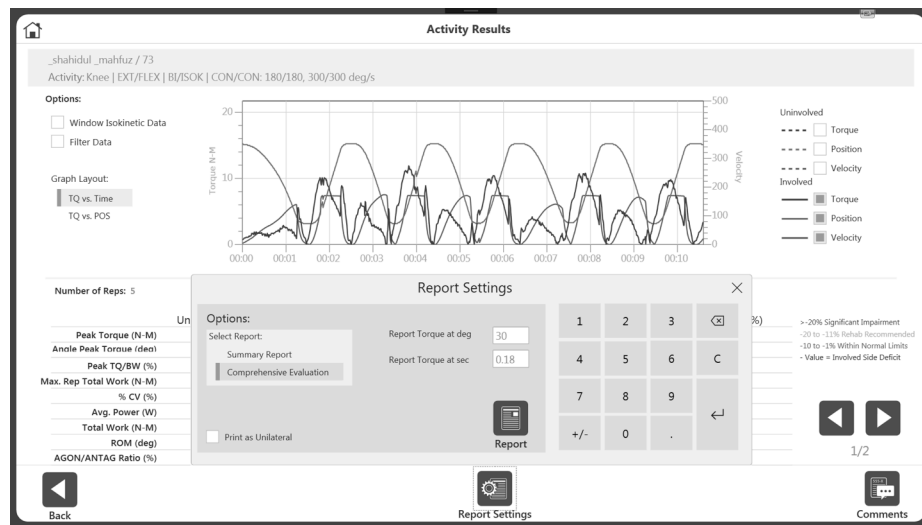 Activity Results
_shahidul _mahfuz / 73
Activity: Knee | EXT/FLEX | BI/ISOK | CON/CON: 180/180, 300/300 deg/s
Options:
Window Isokinetic Data
Filter Data
Graph Layout:
TQ vs. Time
TQ vs. POS
Torque N-M
20
10
0
500
400
300
200
100
0
Velocity
00:00 00:01 00:02 00:03 00:04 00:05 00:06 00:07 00:08 00:09 00:10
Uninvolved
Torque
Position
Velocity
Involved
Torque
Position
Velocity
Number of Reps: 5
Un
%)
Peak Torque (N-M)
Angle Peak Torque (deg)
Peak TQ/BW (%)
Max. Rep Total Work (N-M)
% CV (%)
Avg. Power (W)
Total Work (N-M)
ROM (deg)
AGON/ANTAG Ratio (%)
Report Settings
Options:
Select Report:
Summary Report
Comprehensive Evaluation
Print as Unilateral
Report Torque at deg 30
Report Torque at sec 0.18
Report
1 2 3
4 5 6 C
7 8 9
+/- 0 .
>-20% Significant Impairment
-20 to -11% Rehab Recommended
-10 to -1% Within Normal Limits
- Value = Involved Side Deficit
1/2
Back
Report Settings
Comments